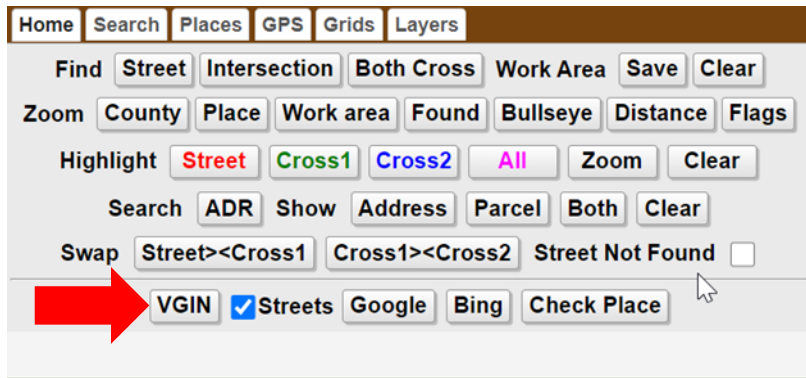 Home Search Places GPS Grids Layers
Find Street Intersection Both Cross Work Area Save Clear
Zoom County Place Work area Found Bullseye Distance Flags
Highlight Street Cross1 Cross2 All Zoom Clear
Search ADR Show Address Parcel Both Clear
Swap Street><Cross1 Cross1><Cross2 Street Not Found
VGIN Streets Google Bing Check Place